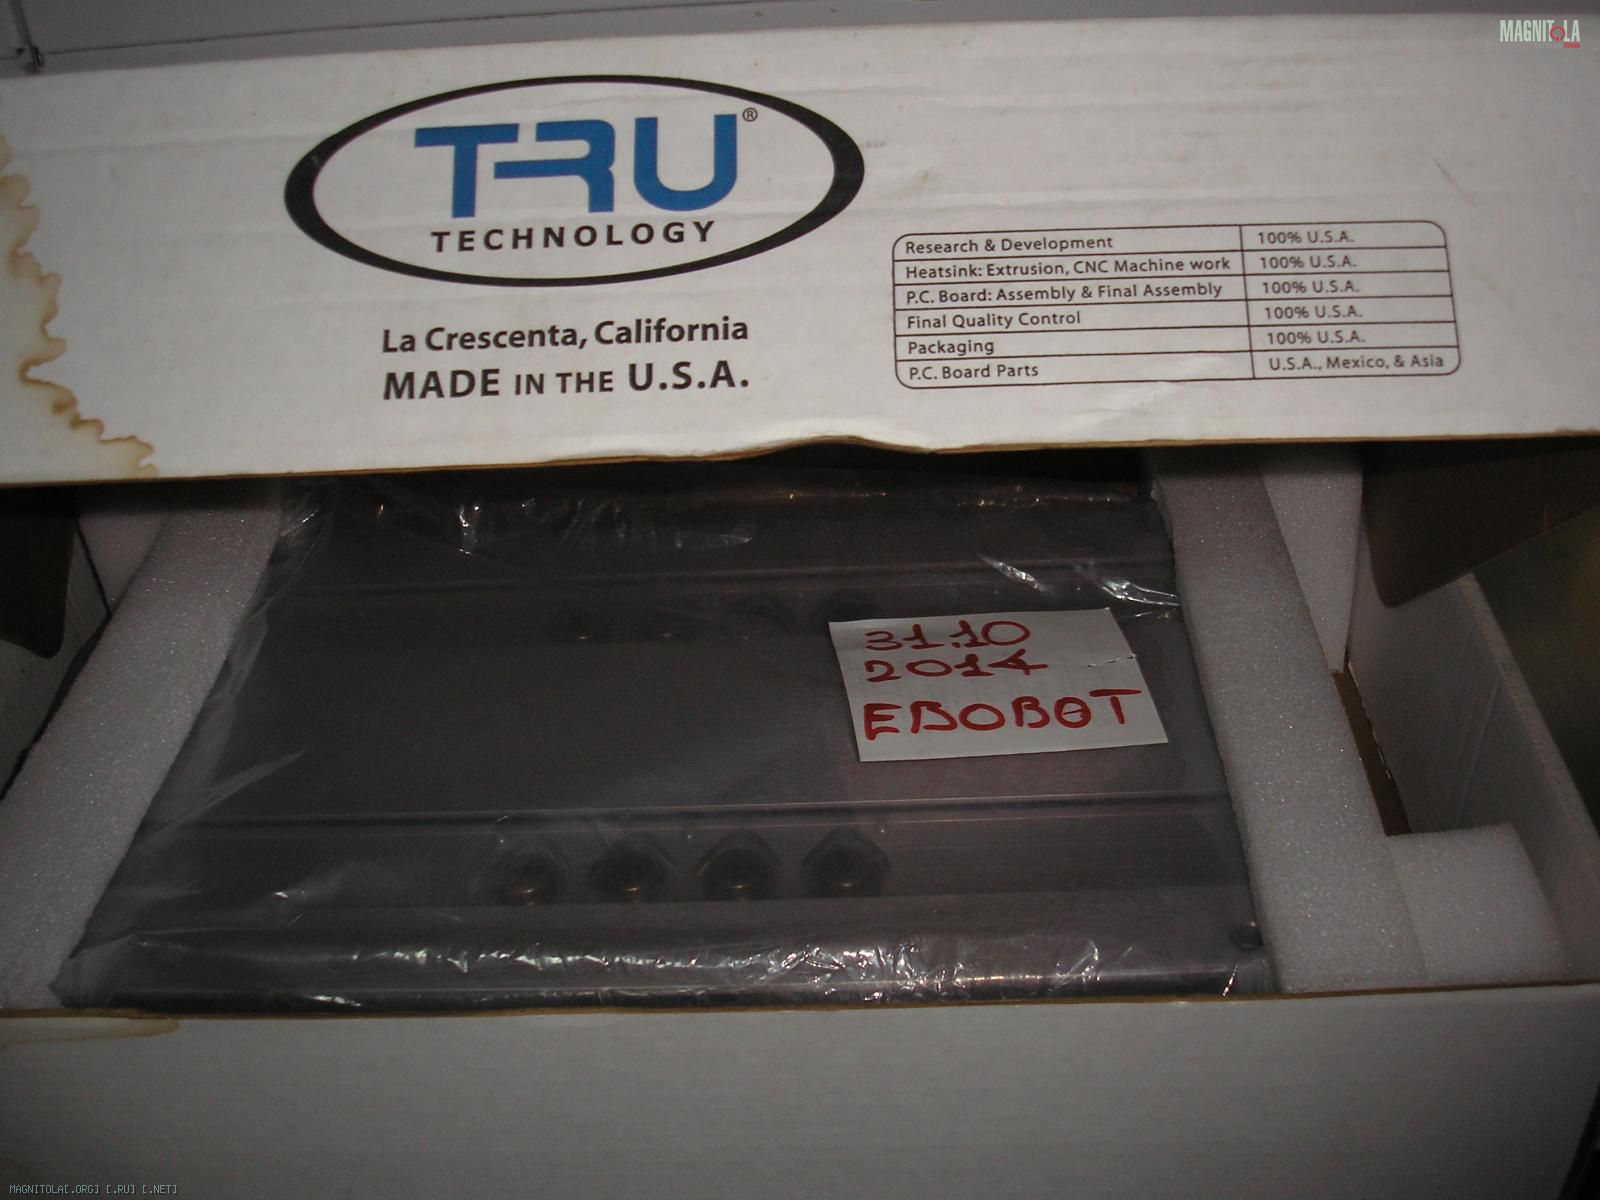 MAGNITOLA
TRU®
TECHNOLOGY
La Crescenta, California
MADE IN THE U.S.A.
Research & Development 100% U.S.A.
Heatsink: Extrusion, CNC Machine work 100% U.S.A.
P.C. Board: Assembly & Final Assembly 100% U.S.A.
Final Quality Control 100% U.S.A.
Packaging 100% U.S.A.
P.C. Board Parts U.S.A., Mexico, & Asia
31.10
2014
EBOBOT
MAGNITOLA[.ORG] [.RU] [.NET]